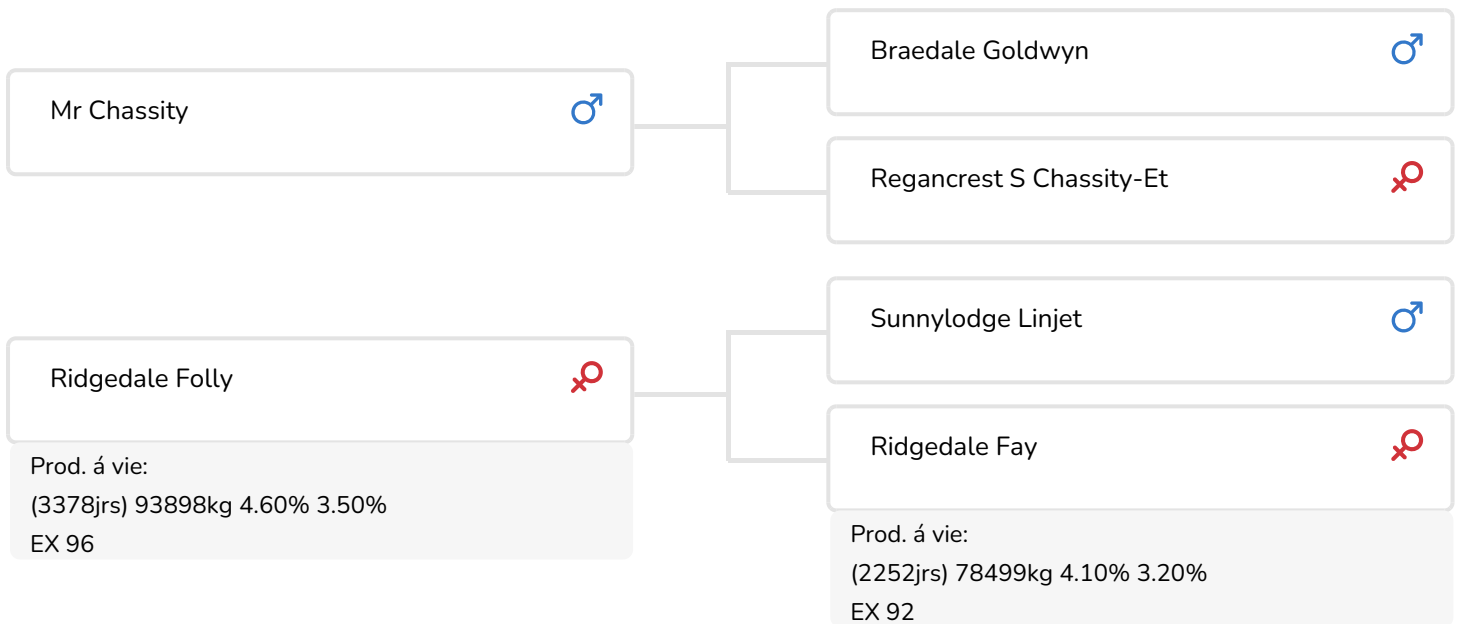 Mr Chassity
Braedale Goldwyn
Regancrest S Chassity-Et
Ridgedale Folly
Prod. á vie:
(3378jrs) 93898kg 4.60% 3.50%
EX 96
Sunnylodge Linjet
Ridgedale Fay
Prod. á vie:
(2252jrs) 78499kg 4.10% 3.20%
EX 92